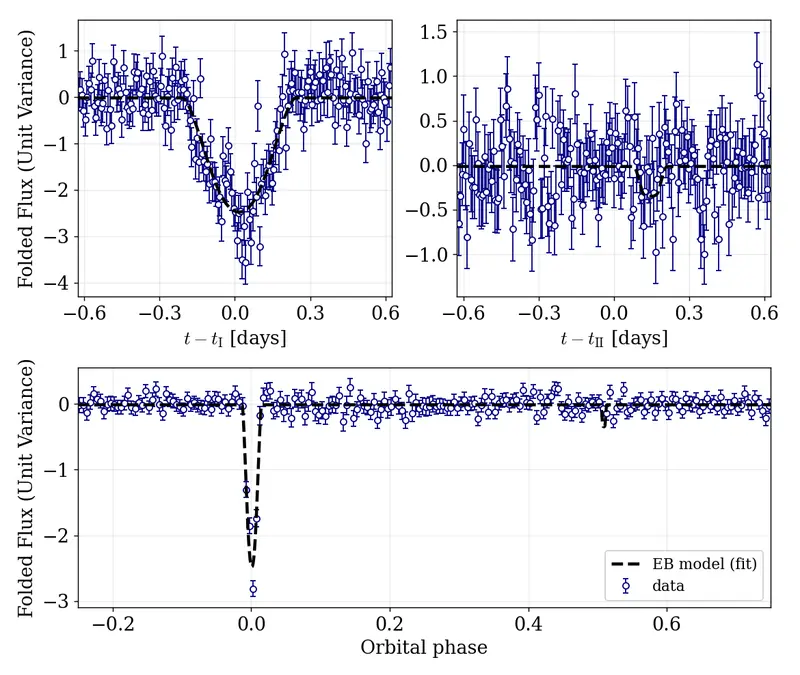 Folded Flux (Unit Variance)
1
0
−1
−2
−3
−4
−0.6 −0.3 0.0 0.3 0.6
t − tI [days]
1.5
1.0
0.5
0.0
−0.5
−1.0
−0.6 −0.3 0.0 0.3 0.6
t − tII [days]
Folded Flux (Unit Variance)
0
−1
−2
−3
−0.2 0.0 0.2 0.4 0.6
Orbital phase
EB model (fit)
data